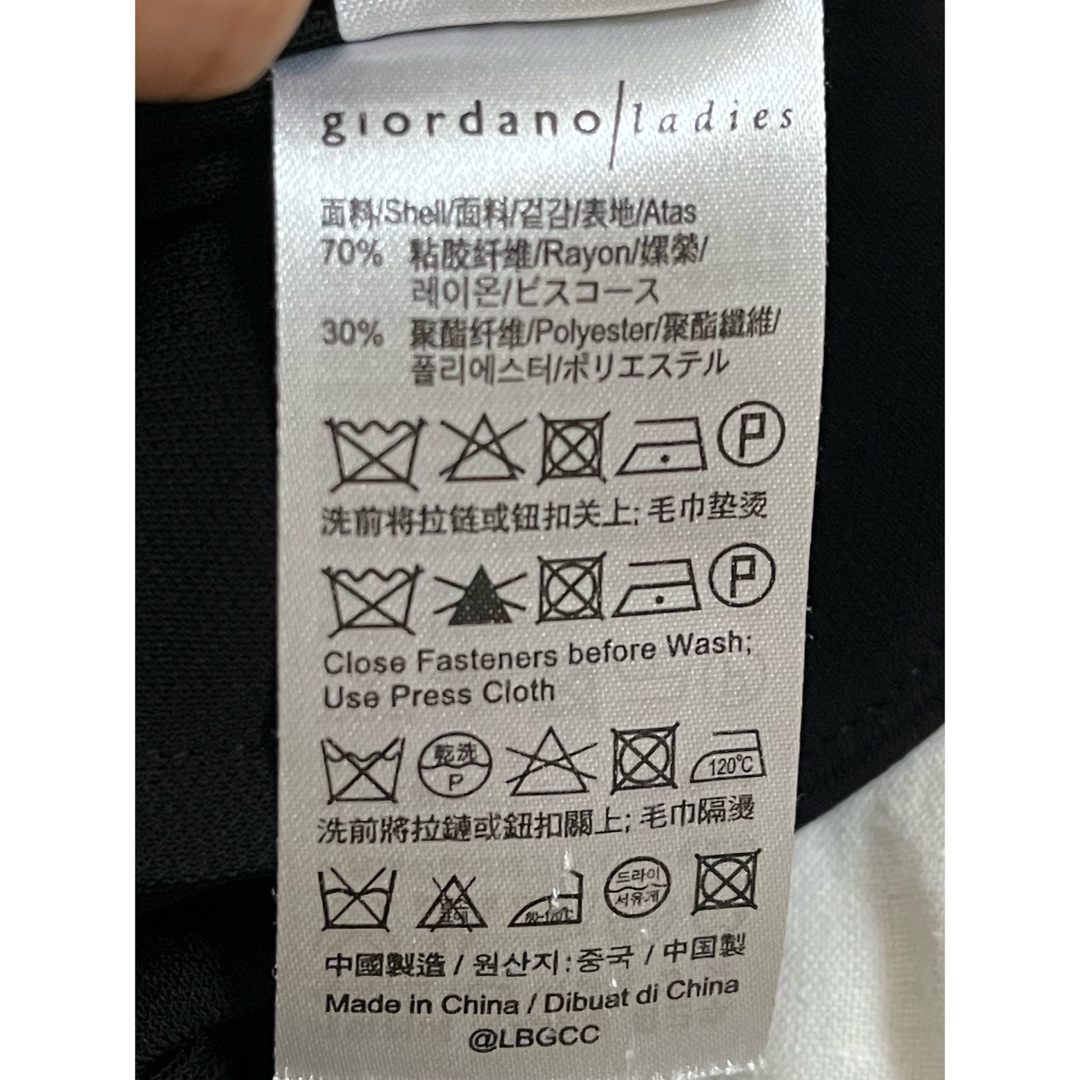 giordano/ladies
面料/Shell/面料/겉감/表地/Atas
70% 粘胶纤维/Rayon/嫘縈/
레이온/ビスコース
30% 聚酯纤维/Polyester/聚酯纖維/
폴리에스터/ポリエステル
P
洗前将拉链或钮扣关上; 毛巾垫烫
P
Close Fasteners before Wash;
Use Press Cloth
乾洗
P
120℃
洗前將拉鏈或鈕扣關上; 毛巾隔燙
드라이
서유계
中國製造 / 원산지:중국 / 中国製
Made in China / Dibuat di China
@LBGCC